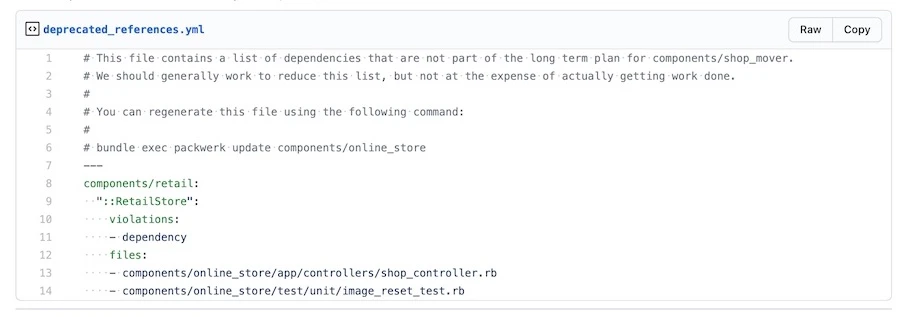 deprecated_references.yml
Raw
Copy
1 # This file contains a list of dependencies that are not part of the long term plan for components/shop_mover.
2 # We should generally work to reduce this list, but not at the expense of actually getting work done.
3 #
4 # You can regenerate this file using the following command:
5 #
6 # bundle exec packwerk update components/online_store
7 ---
8 components/retail:
9   "::RetailStore":
10     violations:
11     - dependency
12     files:
13     - components/online_store/app/controllers/shop_controller.rb
14     - components/online_store/test/unit/image_reset_test.rb